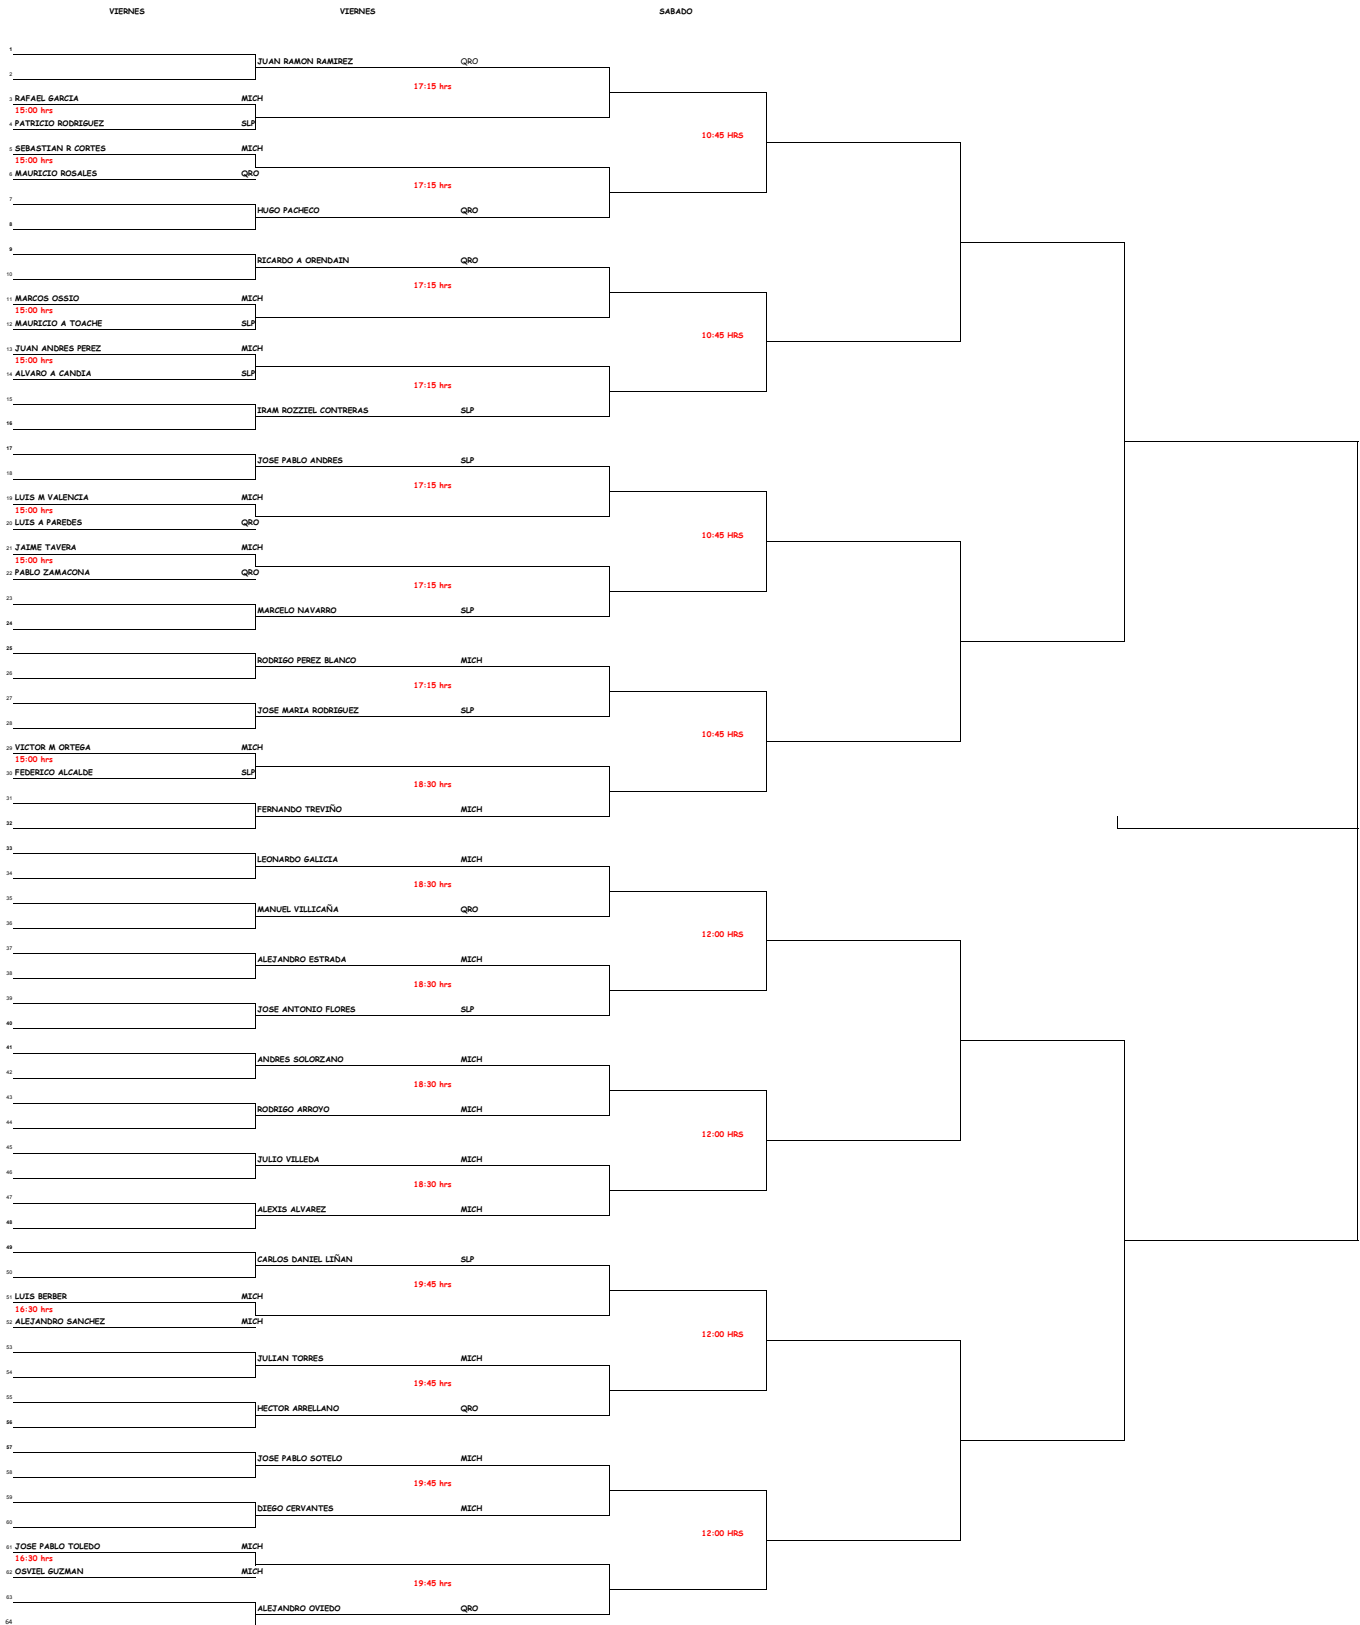 VIERNES VIERNES SABADO
1
JUAN RAMON RAMIREZ QRO
2
17:15 hrs
3 RAFAEL GARCIA MICH
15:00 hrs
4 PATRICIO RODRIGUEZ SLP
10:45 HRS
5 SEBASTIAN R CORTES MICH
15:00 hrs
6 MAURICIO ROSALES QRO
17:15 hrs
7
HUGO PACHECO QRO
8
9
RICARDO A ORENDAIN QRO
10
17:15 hrs
11 MARCOS OSSIO MICH
15:00 hrs
12 MAURICIO A TOACHE SLP
10:45 HRS
13 JUAN ANDRES PEREZ MICH
15:00 hrs
14 ALVARO A CANDIA SLP
17:15 hrs
15
IRAM ROZZIEL CONTRERAS SLP
16
17
JOSE PABLO ANDRES SLP
18
17:15 hrs
19 LUIS M VALENCIA MICH
15:00 hrs
20 LUIS A PAREDES QRO
10:45 HRS
21 JAIME TAVERA MICH
15:00 hrs
22 PABLO ZAMACONA QRO
17:15 hrs
23
MARCELO NAVARRO SLP
24
25
RODRIGO PEREZ BLANCO MICH
26
17:15 hrs
27
JOSE MARIA RODRIGUEZ SLP
28
10:45 HRS
29 VICTOR M ORTEGA MICH
15:00 hrs
30 FEDERICO ALCALDE SLP
18:30 hrs
31
FERNANDO TREVIÑO MICH
32
33
LEONARDO GALICIA MICH
34
18:30 hrs
35
MANUEL VILLICAÑA QRO
36
12:00 HRS
37
ALEJANDRO ESTRADA MICH
38
18:30 hrs
39
JOSE ANTONIO FLORES SLP
40
41
ANDRES SOLORZANO MICH
42
18:30 hrs
43
RODRIGO ARROYO MICH
44
12:00 HRS
45
JULIO VILLEDA MICH
46
18:30 hrs
47
ALEXIS ALVAREZ MICH
48
49
CARLOS DANIEL LIÑAN SLP
50
19:45 hrs
51 LUIS BERBER MICH
16:30 hrs
52 ALEJANDRO SANCHEZ MICH
12:00 HRS
53
JULIAN TORRES MICH
54
19:45 hrs
55
HECTOR ARRELLANO QRO
56
57
JOSE PABLO SOTELO MICH
58
19:45 hrs
59
DIEGO CERVANTES MICH
60
12:00 HRS
61 JOSE PABLO TOLEDO MICH
16:30 hrs
62 OSVIEL GUZMAN MICH
19:45 hrs
63
ALEJANDRO OVIEDO QRO
64